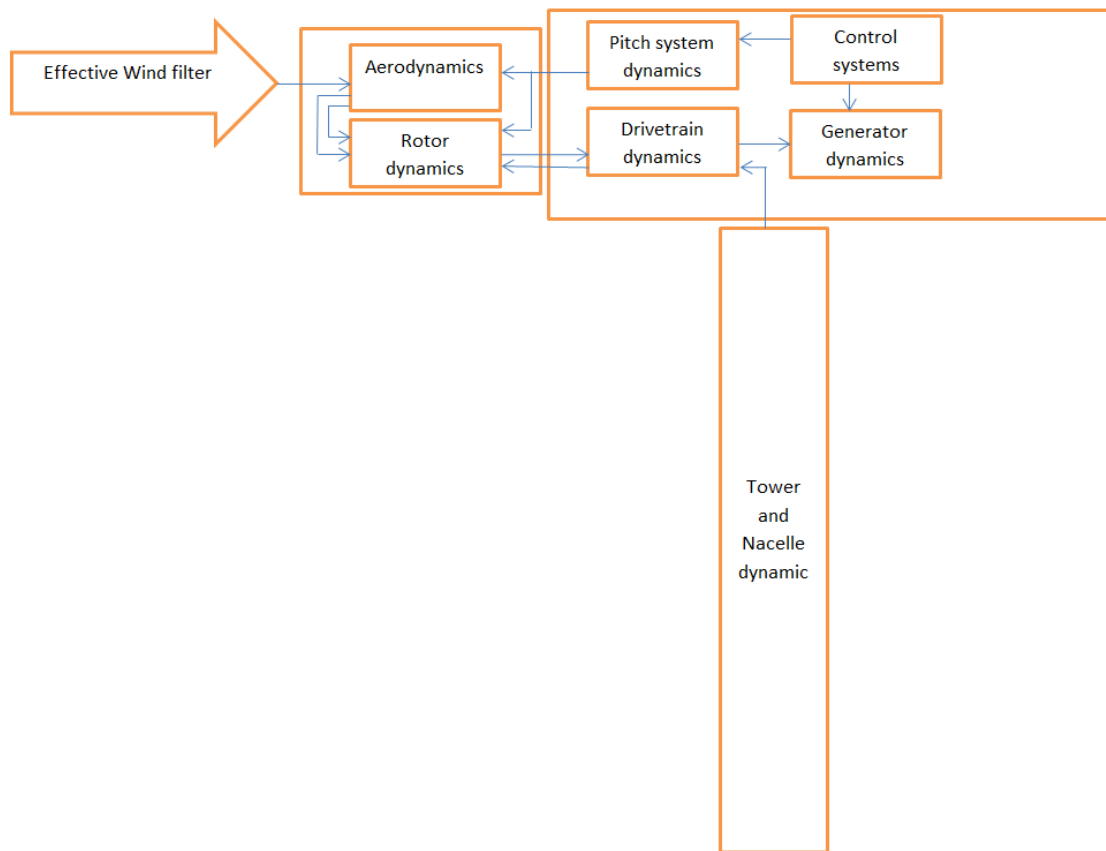 Effective Wind filter
Aerodynamics
Rotor
dynamics
Pitch system
dynamics
Control
systems
Drivetrain
dynamics
Generator
dynamics
Tower
and
Nacelle
dynamic